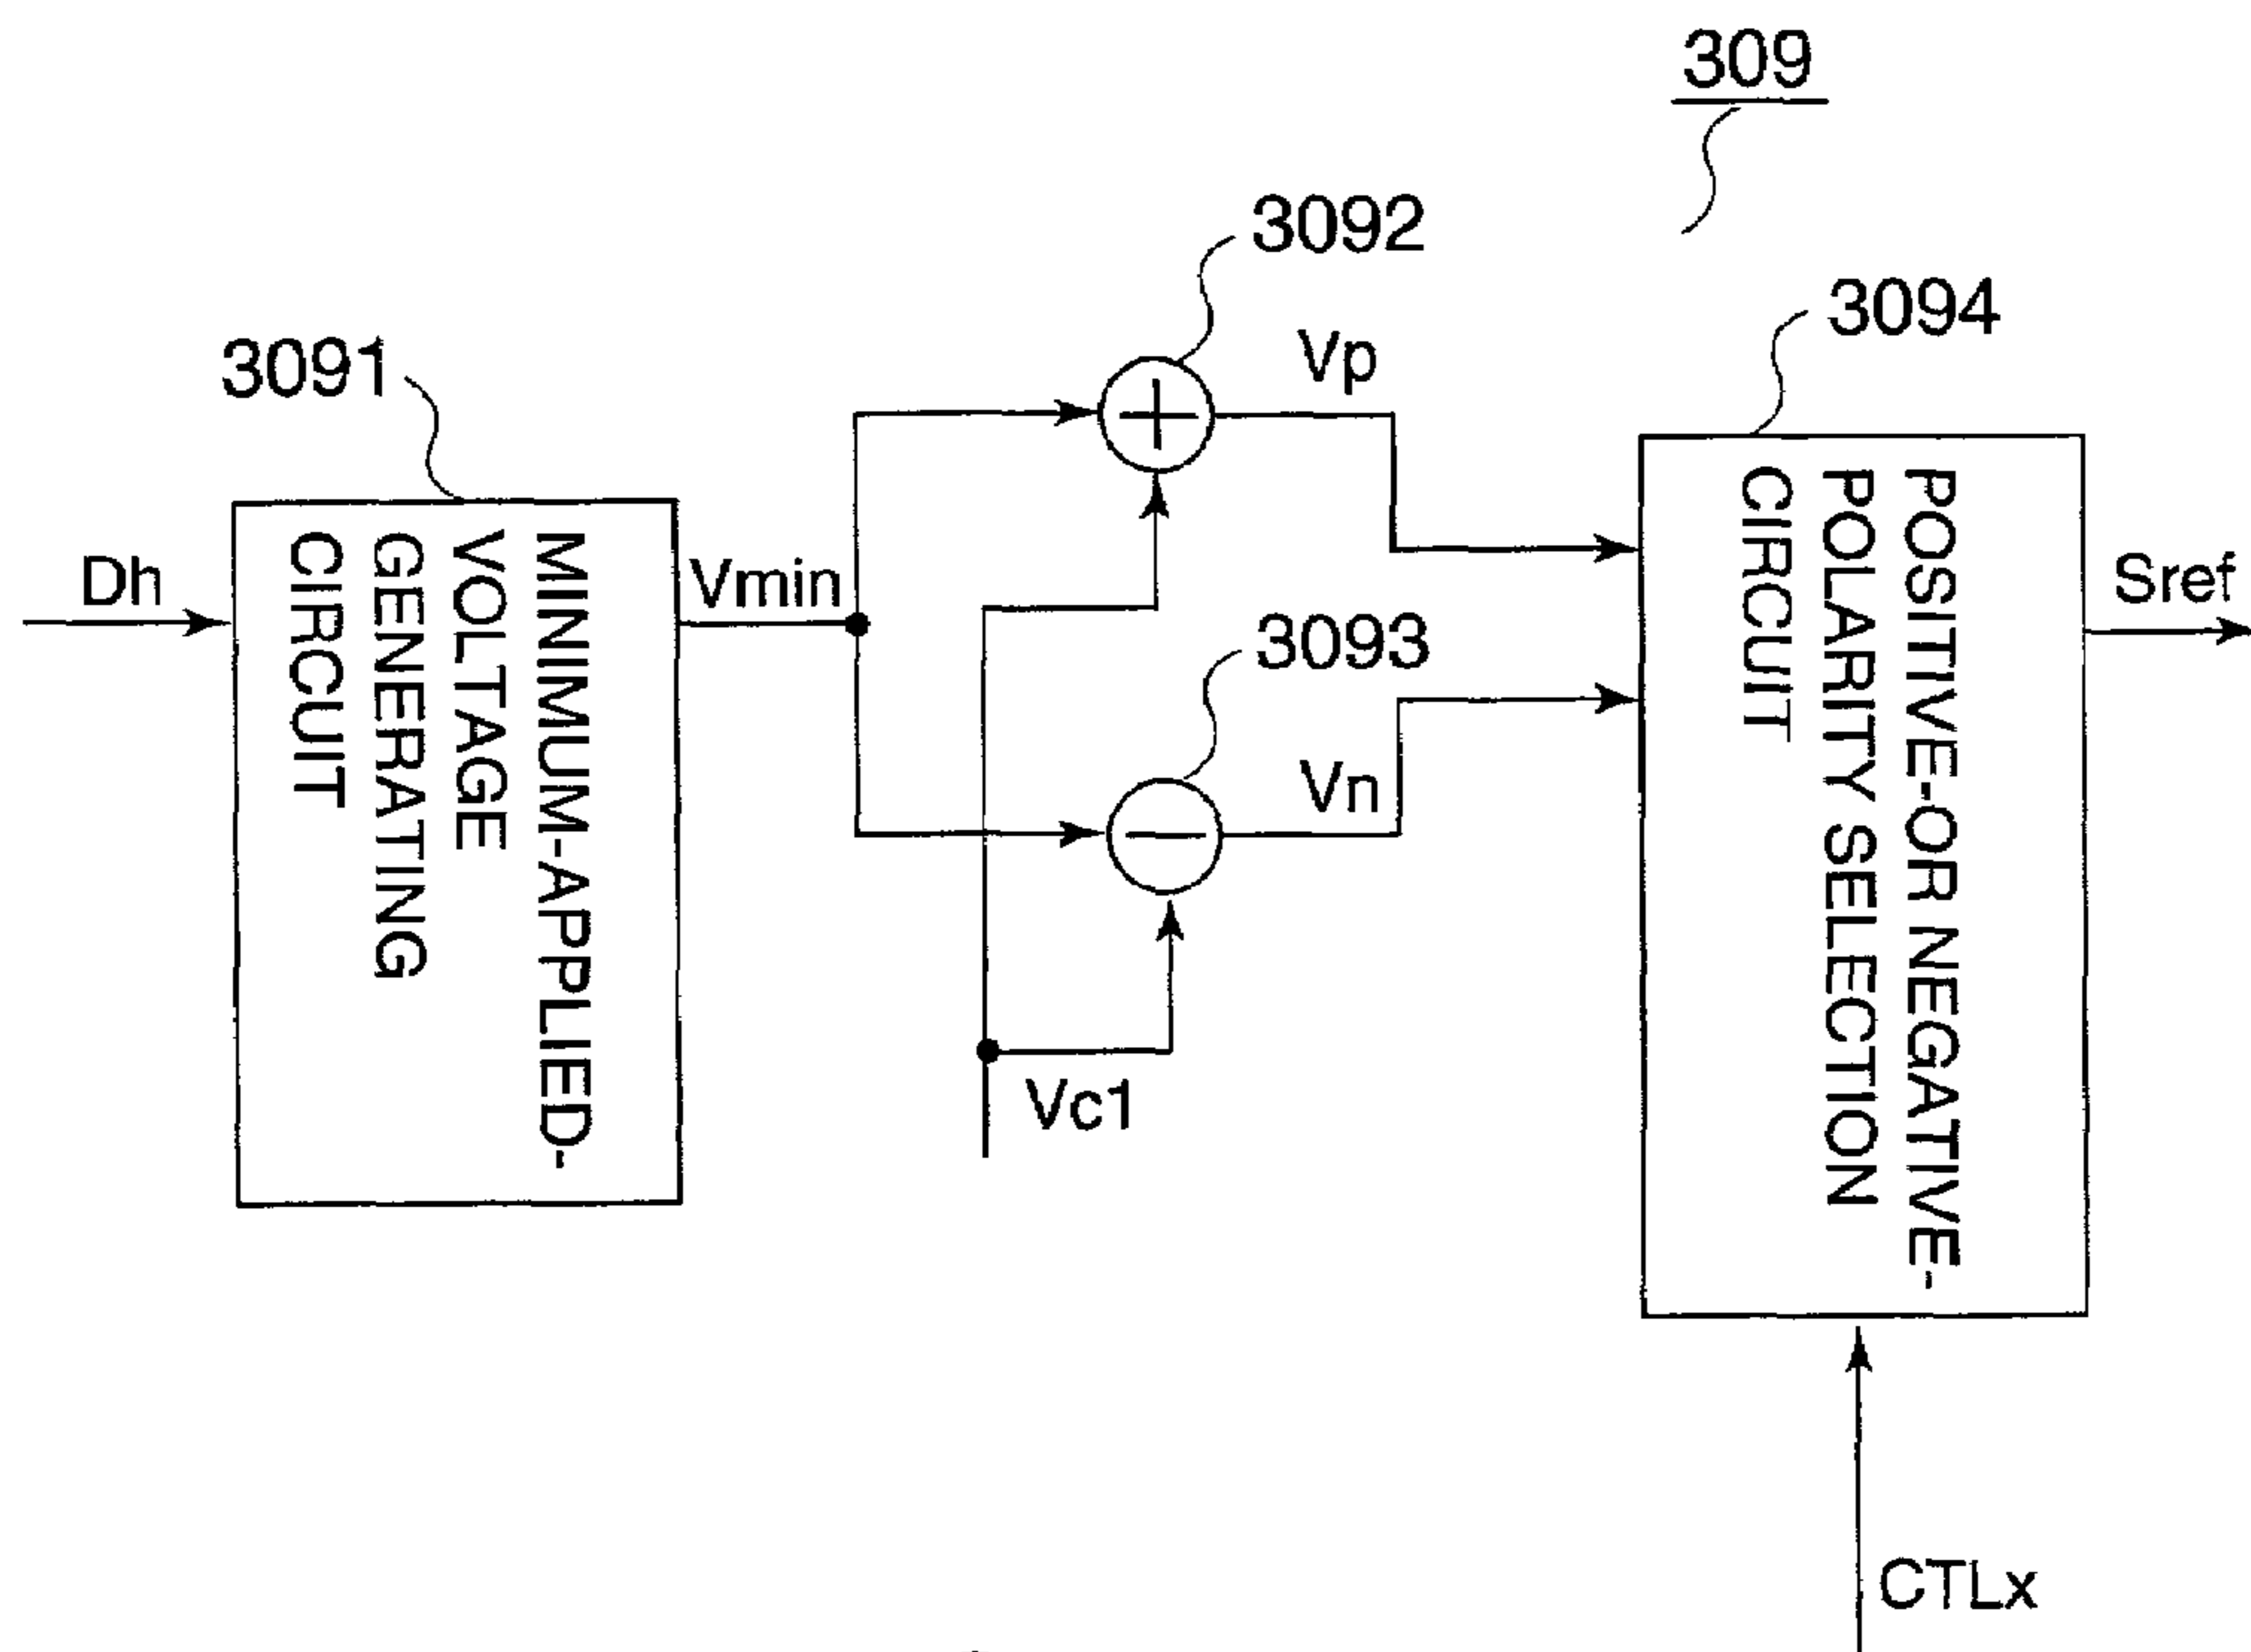 309
3092
3094
3091
Vp
MINIMUM-APPLIED-
VOLTAGE
GENERATING
CIRCUIT
POSITIVE-OR NEGATIVE-
POLARITY SELECTION
CIRCUIT
Dh
Vmin
Sref
3093
Vn
Vc1
CTLx